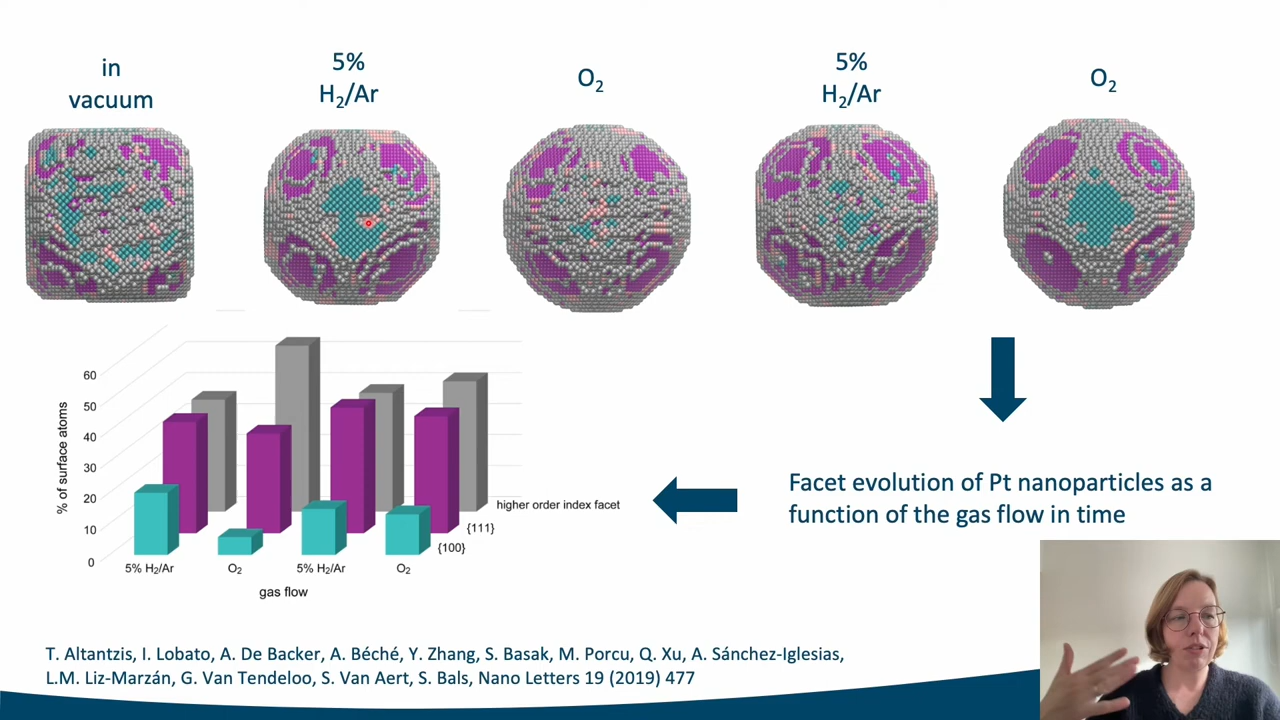 in
vacuum
5%
H₂/Ar
O₂
5%
H₂/Ar
O₂
60
50
40
30
20
10
0
% of surface atoms
higher order index facet
{111}
{100}
5% H₂/Ar
O₂
5% H₂/Ar
O₂
gas flow
Facet evolution of Pt nanoparticles as a
function of the gas flow in time
T. Altantzis, I. Lobato, A. De Backer, A. Béché, Y. Zhang, S. Basak, M. Porcu, Q. Xu, A. Sánchez-Iglesias,
L.M. Liz-Marzán, G. Van Tendeloo, S. Van Aert, S. Bals, Nano Letters 19 (2019) 477